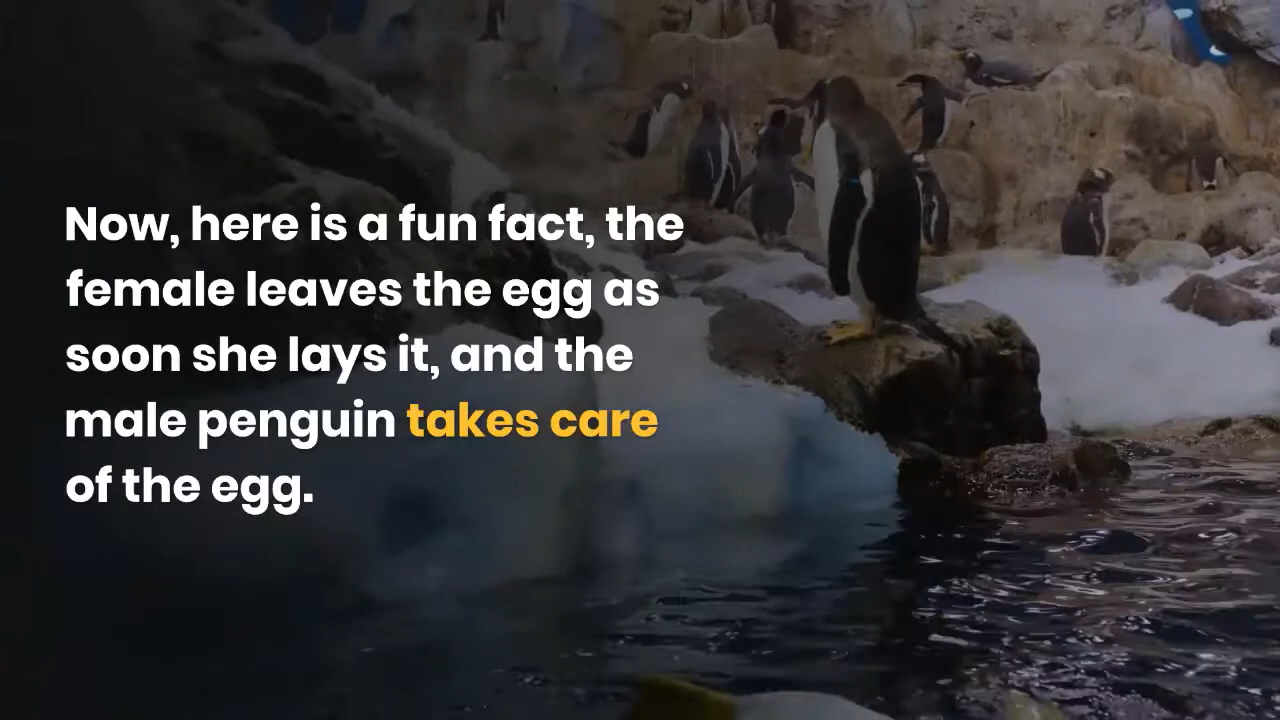 Now, here is a fun fact, the
female leaves the egg as
soon she lays it, and the
male penguin takes care
of the egg.